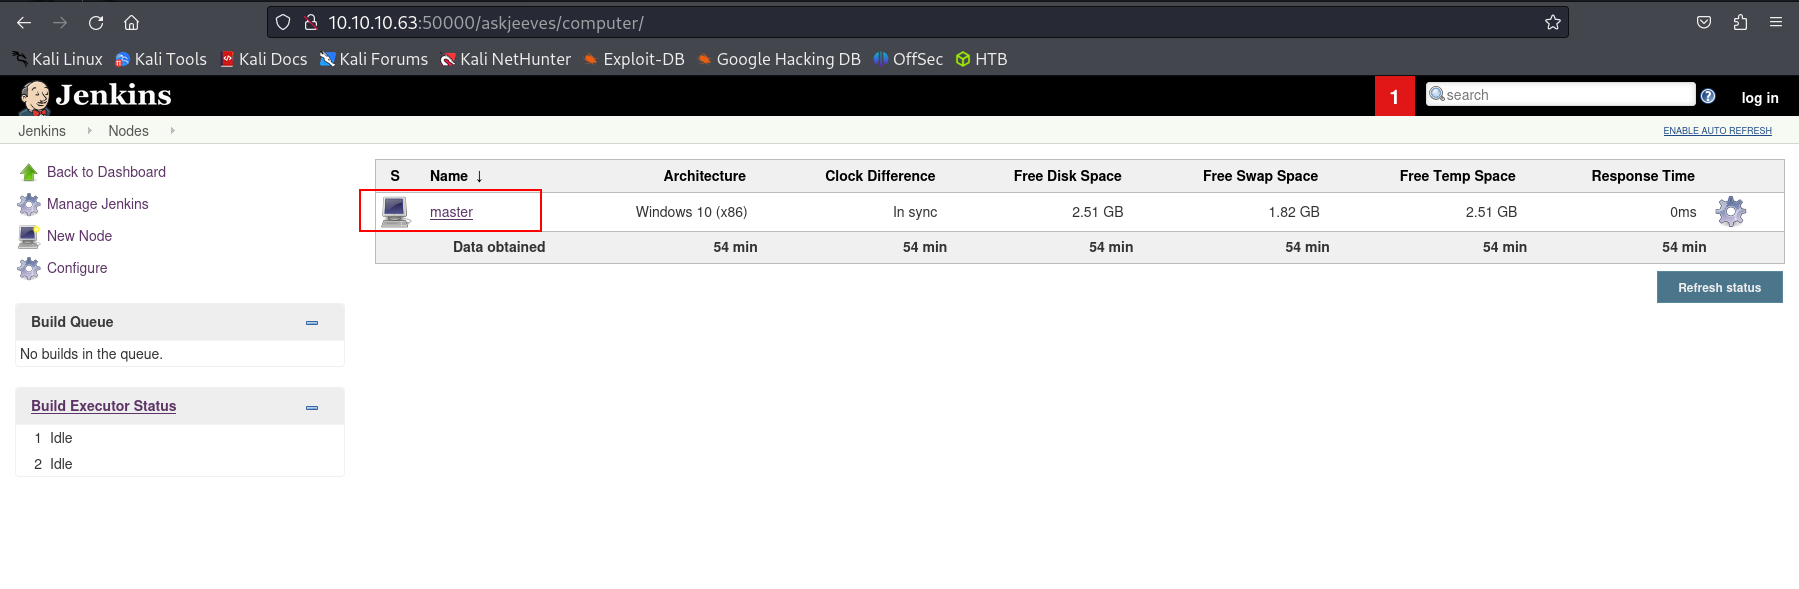 10.10.10.63:50000/askjeeves/computer/
Kali Linux Kali Tools Kali Docs Kali Forums Kali NetHunter Exploit-DB Google Hacking DB OffSec HTB
Jenkins 1 search log in
Jenkins Nodes ENABLE AUTO REFRESH
Back to Dashboard
Manage Jenkins
New Node
Configure
Build Queue
No builds in the queue.
Build Executor Status
1 Idle
2 Idle
S Name ↓ Architecture Clock Difference Free Disk Space Free Swap Space Free Temp Space Response Time
master Windows 10 (x86) In sync 2.51 GB 1.82 GB 2.51 GB 0ms
Data obtained 54 min 54 min 54 min 54 min 54 min 54 min
Refresh status